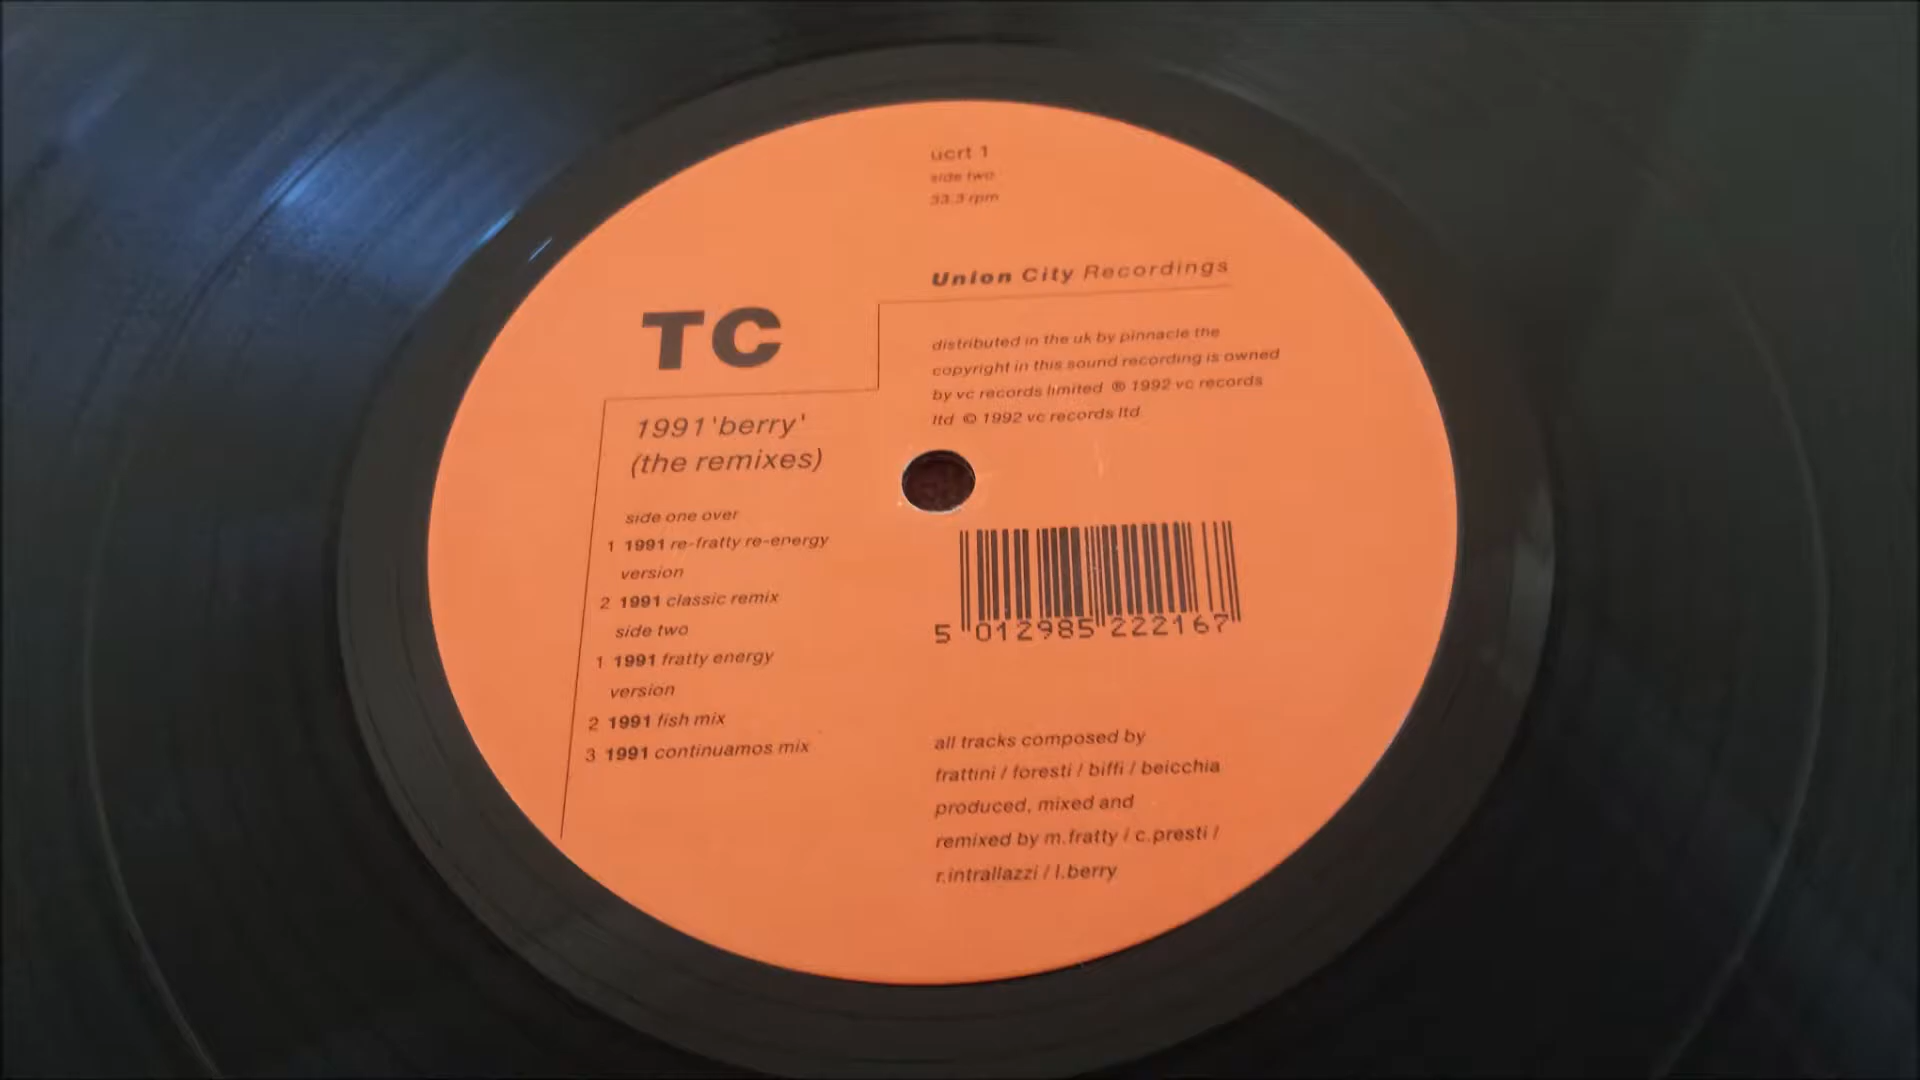 ucrt 1
side two
33.3 rpm
Union City Recordings
TC
distributed in the uk by pinnacle the
copyright in this sound recording is owned
by vc records limited ℗ 1992 vc records
ltd © 1992 vc records ltd
1991 'berry'
(the remixes)
side one over
1 1991 re-fratty re-energy
version
2 1991 classic remix
side two
1 1991 fratty energy
version
2 1991 fish mix
3 1991 continuamos mix
5 012985 222167
all tracks composed by
frattini / foresti / biffi / beicchia
produced, mixed and
remixed by m.fratty / c.presti /
r.intrallazzi / l.berry